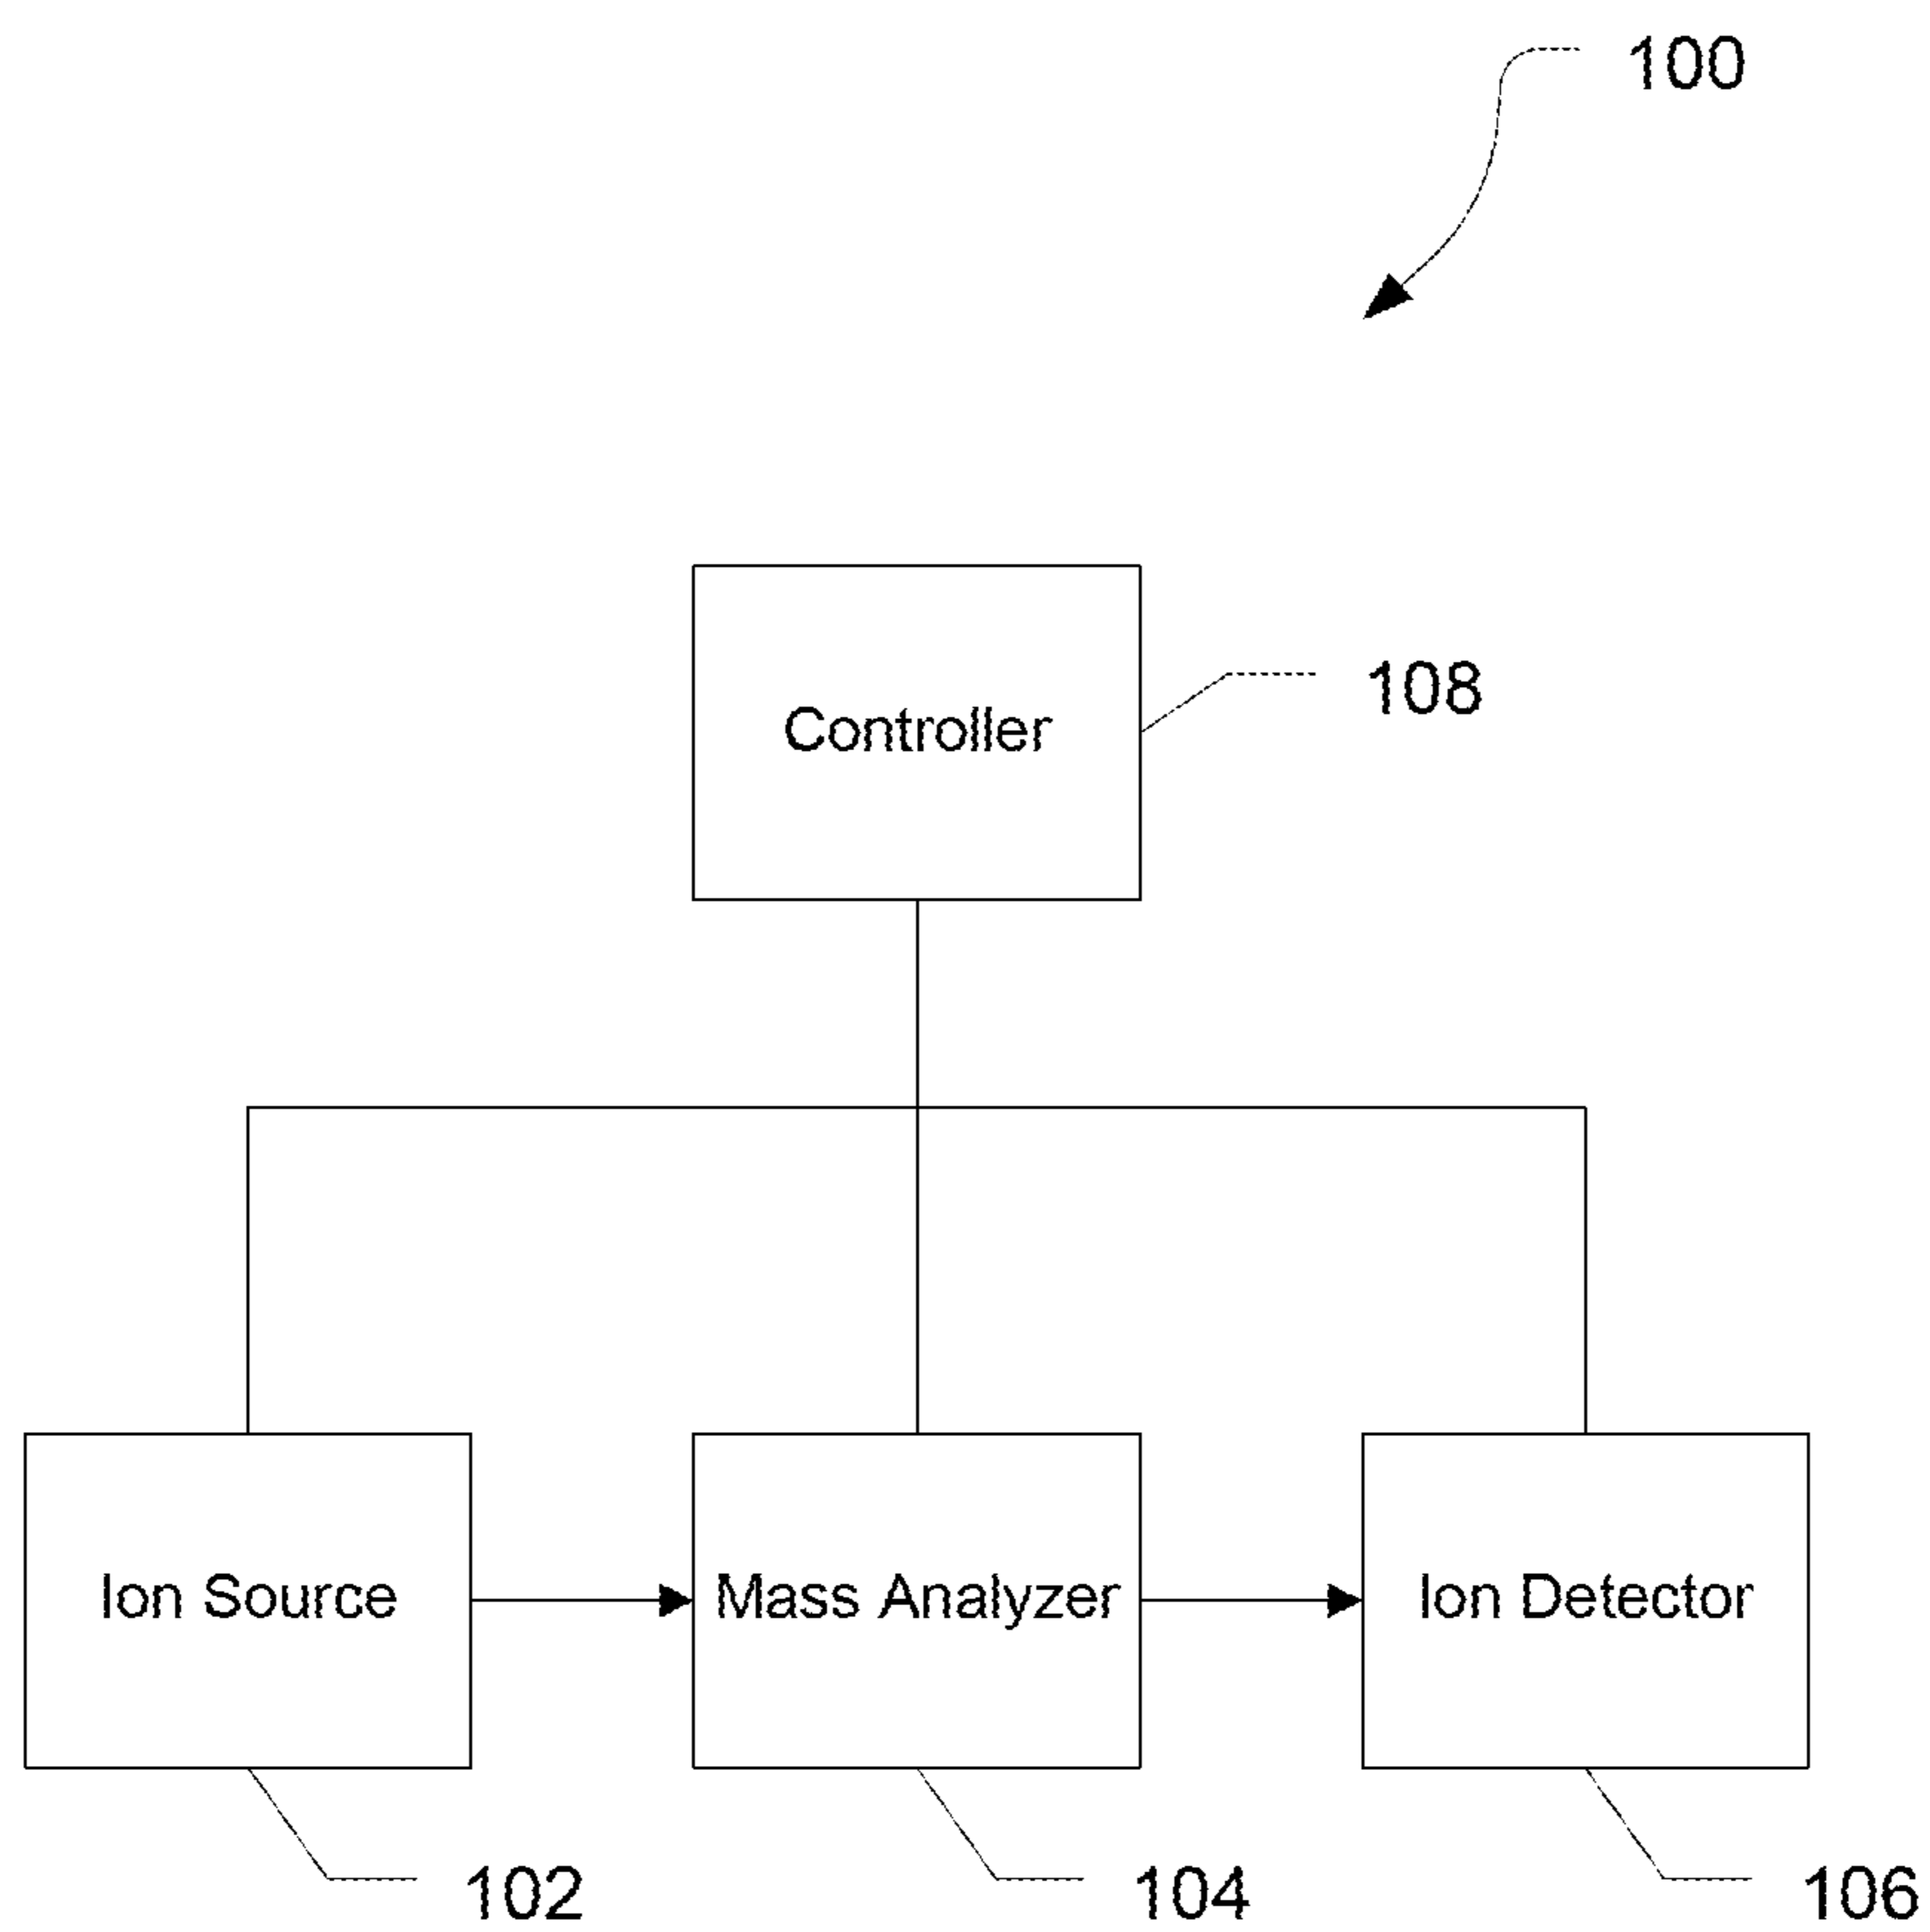 100
Controller
108
Ion Source
Mass Analyzer
Ion Detector
102
104
106